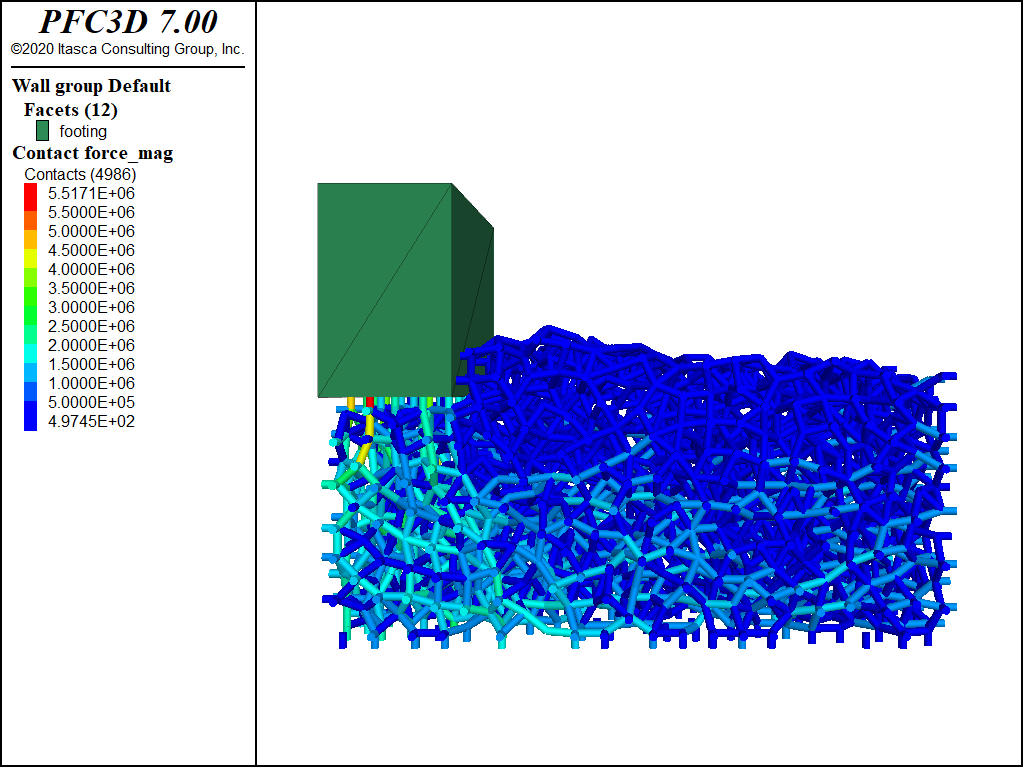 PFC3D 7.00
©2020 Itasca Consulting Group, Inc.
Wall group Default
Facets (12)
footing
Contact force_mag
Contacts (4986)
5.5171E+06
5.5000E+06
5.0000E+06
4.5000E+06
4.0000E+06
3.5000E+06
3.0000E+06
2.5000E+06
2.0000E+06
1.5000E+06
1.0000E+06
5.0000E+05
4.9745E+02